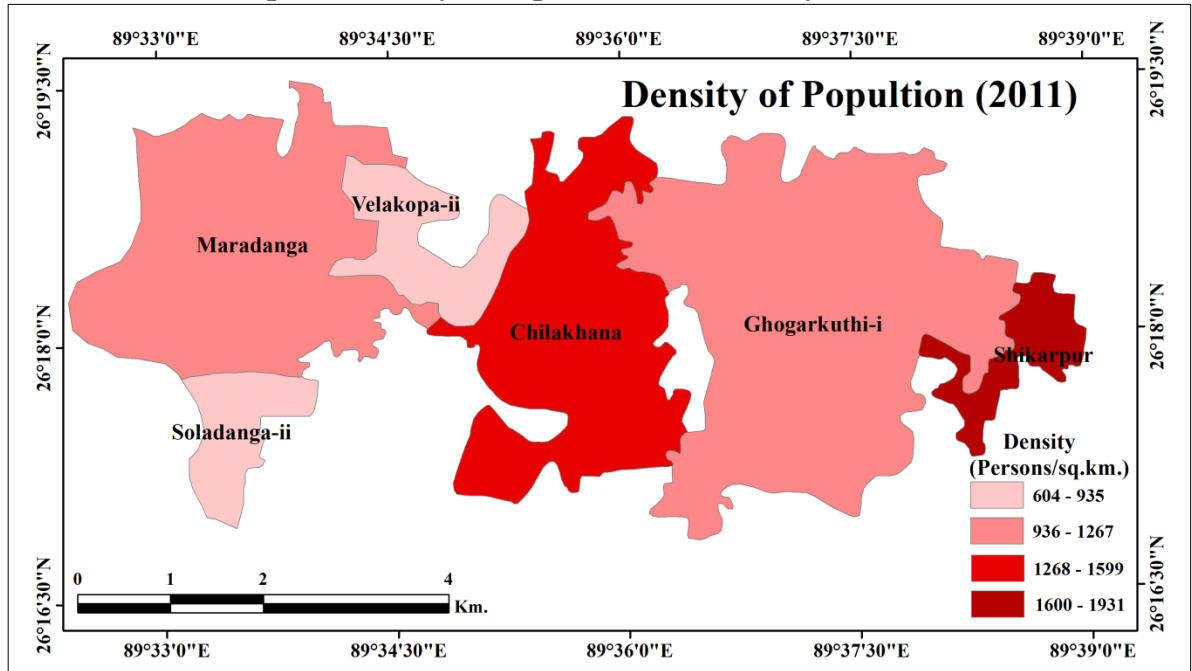 89°33'0"E 89°34'30"E 89°36'0"E 89°37'30"E 89°39'0"E
26°19'30"N
26°19'30"N
Density of Popultion (2011)
Velakopa-ii
Maradanga
Chilakhana
Ghogarkuthi-i
Shikarpur
26°18'0"N
26°18'0"N
Soladanga-ii
Density
(Persons/sq.km.)
604 - 935
936 - 1267
1268 - 1599
1600 - 1931
0 1 2 4
Km.
26°16'30"N
26°16'30"N
89°33'0"E 89°34'30"E 89°36'0"E 89°37'30"E 89°39'0"E